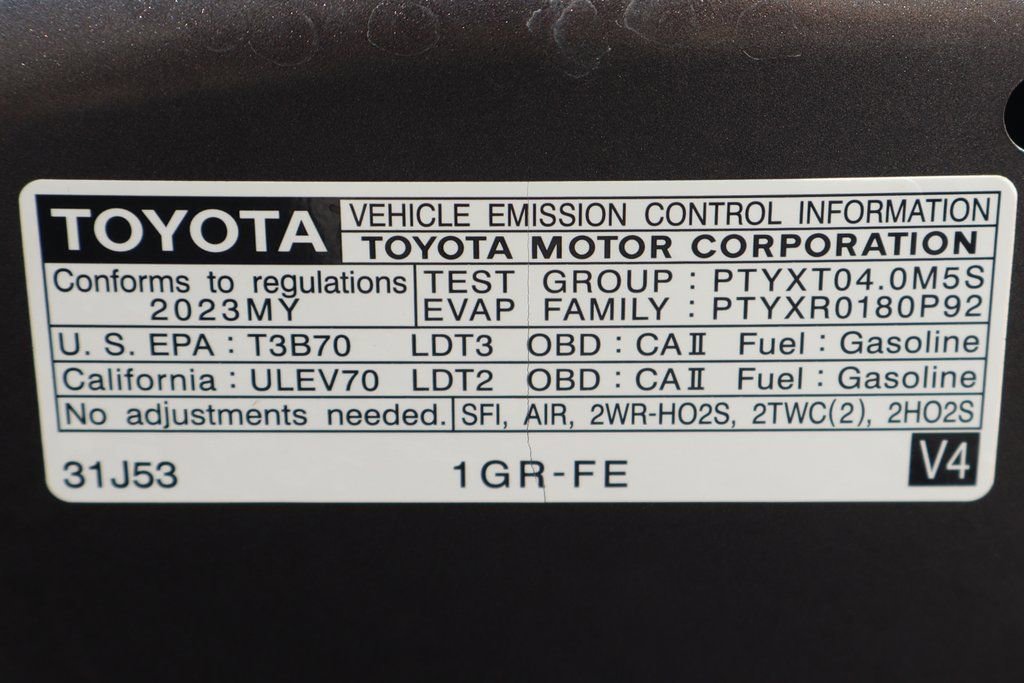 TOYOTA
VEHICLE EMISSION CONTROL INFORMATION
TOYOTA MOTOR CORPORATION
Conforms to regulations
2023MY
TEST GROUP : PTYXT04.0M5S
EVAP FAMILY : PTYXR0180P92
U. S. EPA : T3B70 LDT3 OBD : CAⅡ Fuel : Gasoline
California : ULEV70 LDT2 OBD : CAⅡ Fuel : Gasoline
No adjustments needed. SFI, AIR, 2WR-HO2S, 2TWC(2), 2HO2S
31J53 1GR-FE V4